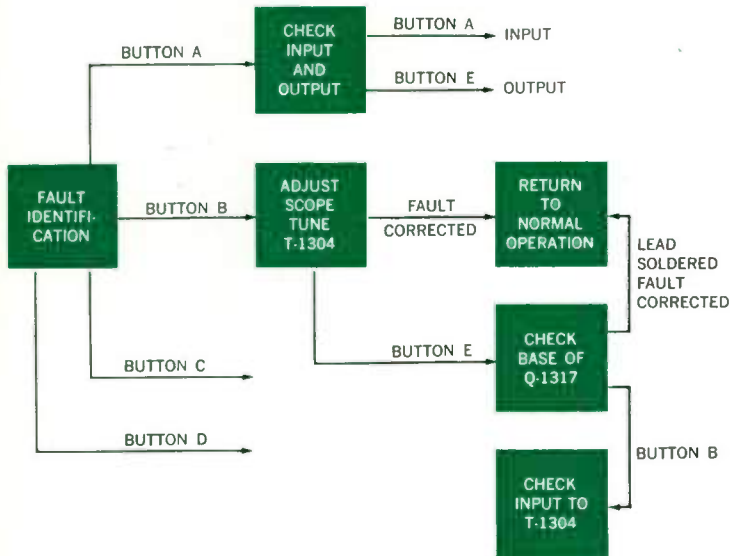 BUTTON A
CHECK
INPUT
AND
OUTPUT
BUTTON A
INPUT
BUTTON E
OUTPUT
FAULT
IDENTIFI-
CATION
BUTTON B
ADJUST
SCOPE
TUNE
T-1304
FAULT
CORRECTED
RETURN
TO
NORMAL
OPERATION
LEAD
SOLDERED
FAULT
CORRECTED
BUTTON E
CHECK
BASE OF
Q-1317
BUTTON C
BUTTON D
BUTTON B
CHECK
INPUT TO
T-1304